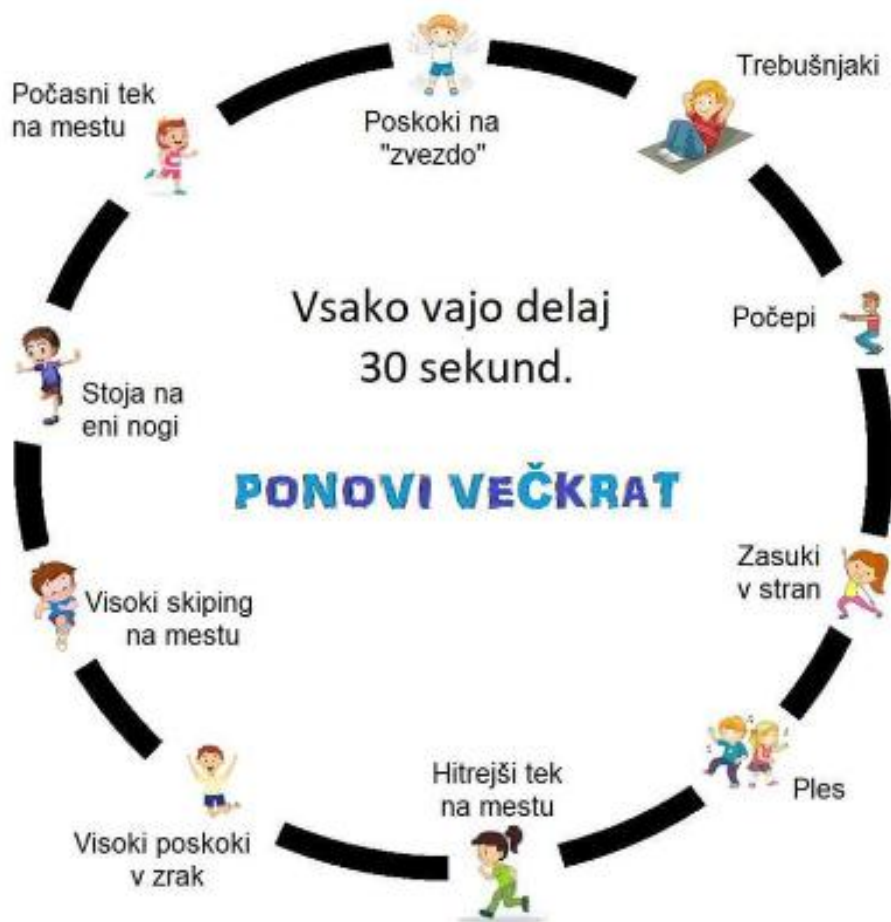 Poskoki na
"zvezdo"
Trebušnjaki
Počepi
Zasuki
v stran
Ples
Hitrejši tek
na mestu
Visoki poskoki
v zrak
Visoki skiping
na mestu
Stoja na
eni nogi
Počasni tek
na mestu
Vsako vajo delaj
30 sekund.
PONOVI VEČKRAT